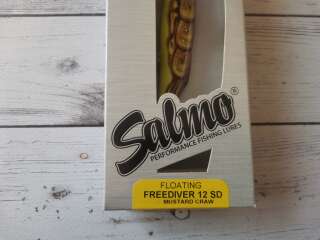 Salmo®
PERFORMANCE FISHING LURES
FLOATING
FREEDIVER 12 SD
MUSTARD CRAW